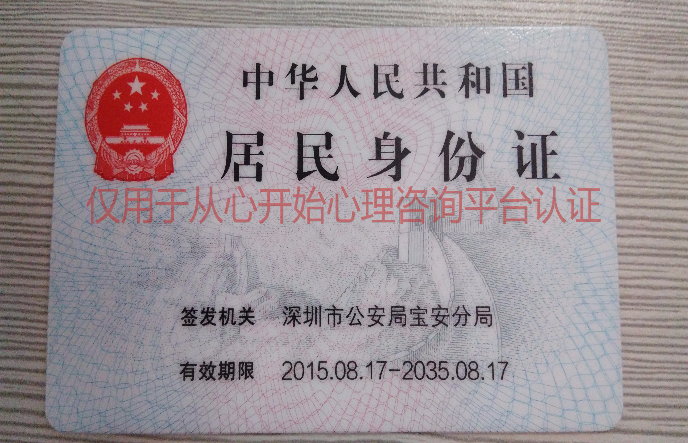 中华人民共和国
居民身份证
仅用于从心开始心理咨询平台认证
签发机关 深圳市公安局宝安分局
有效期限 2015.08.17-2035.08.17